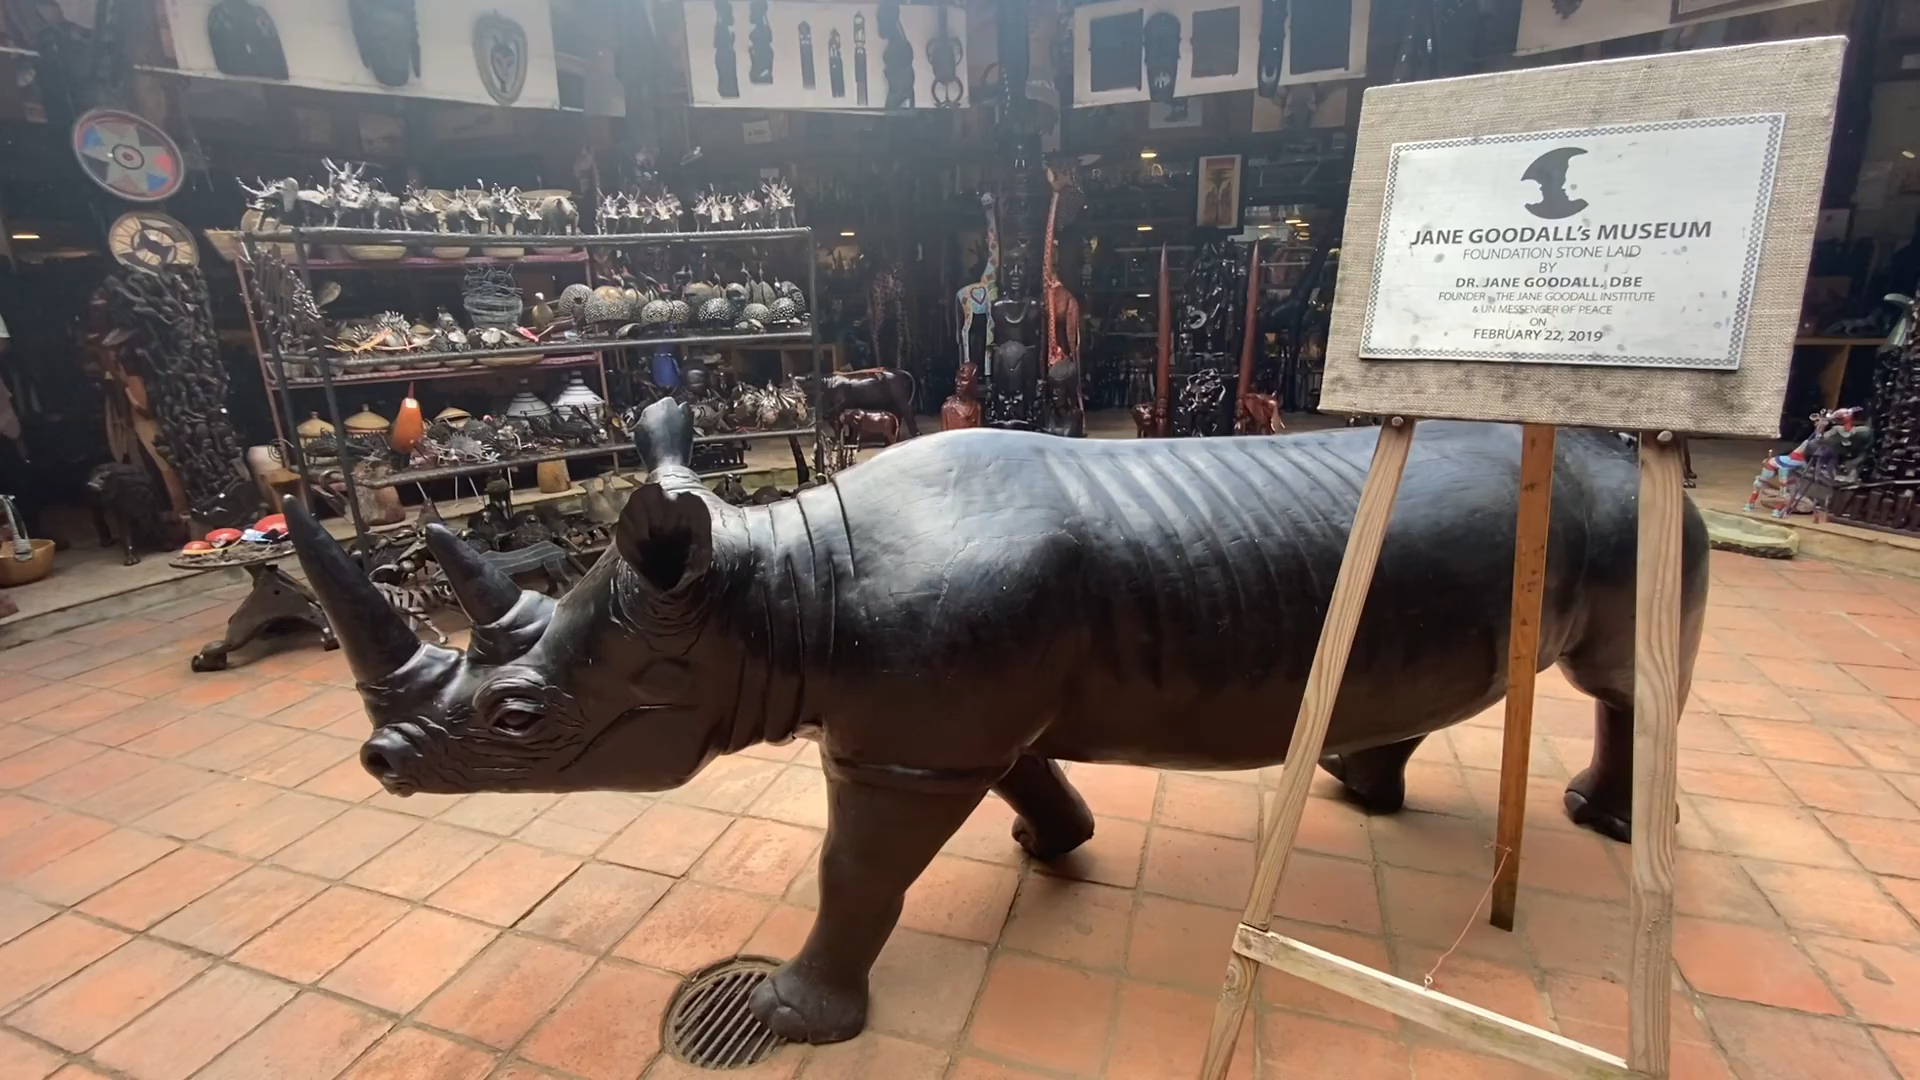 JANE GOODALL's MUSEUM
FOUNDATION STONE LAID
BY
DR. JANE GOODALL, DBE
FOUNDER - THE JANE GOODALL INSTITUTE
& UN MESSENGER OF PEACE
ON
FEBRUARY 22, 2019